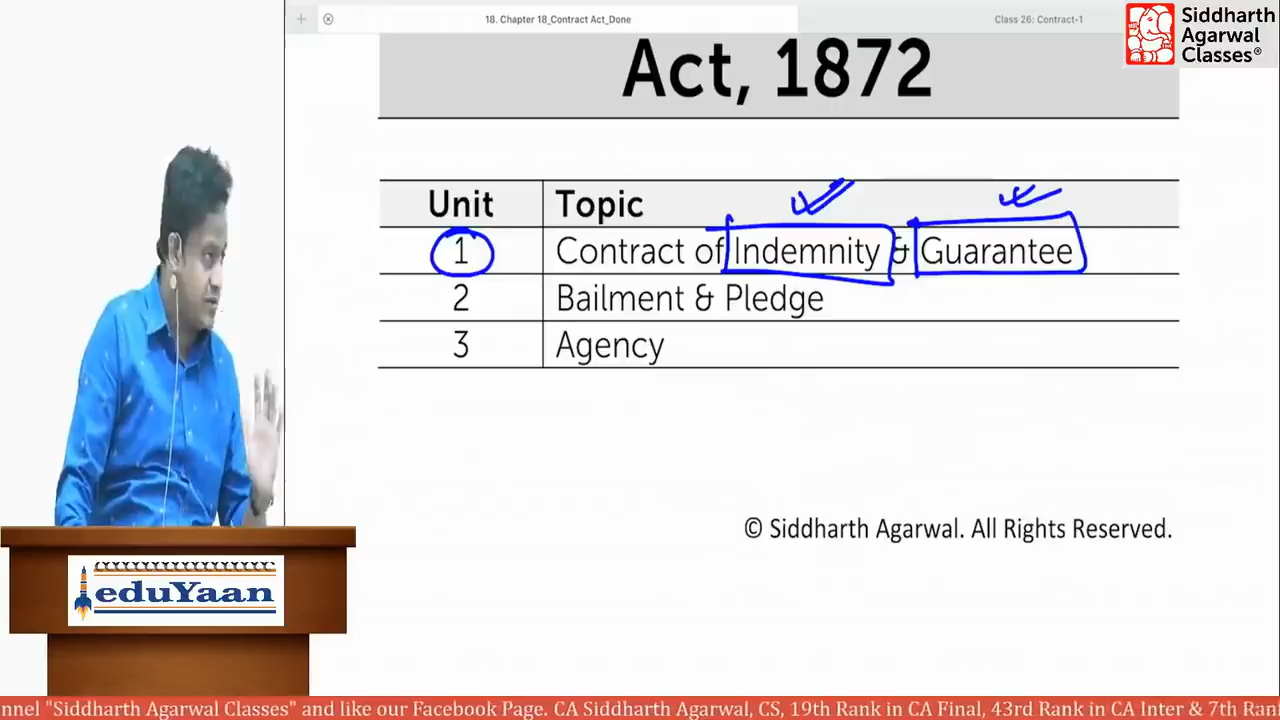 18. Chapter 18_Contract Act_Done
Class 26: Contract-1
Siddharth
Agarwal
Classes®
Act, 1872
Unit Topic
1 Contract of Indemnity & Guarantee
2 Bailment & Pledge
3 Agency
© Siddharth Agarwal. All Rights Reserved.
eduYaan
nnel "Siddharth Agarwal Classes" and like our Facebook Page. CA Siddharth Agarwal, CS, 19th Rank in CA Final, 43rd Rank in CA Inter & 7th Ran